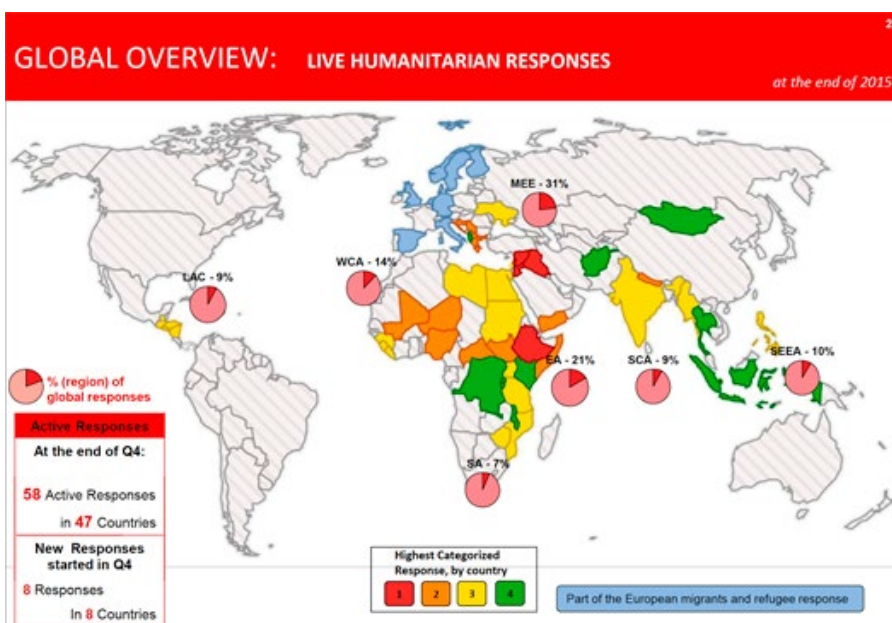 2
GLOBAL OVERVIEW: LIVE HUMANITARIAN RESPONSES
at the end of 2015
MEE - 31%
WCA - 14%
LAC - 9%
EA - 21%
SCA - 9%
SEEA - 10%
SA - 7%
% (region) of
global responses
Active Responses
At the end of Q4:
58 Active Responses
in 47 Countries
New Responses
started in Q4
8 Responses
In 8 Countries
Highest Categorized
Response, by country
1 2 3 4
Part of the European migrants and refugee response